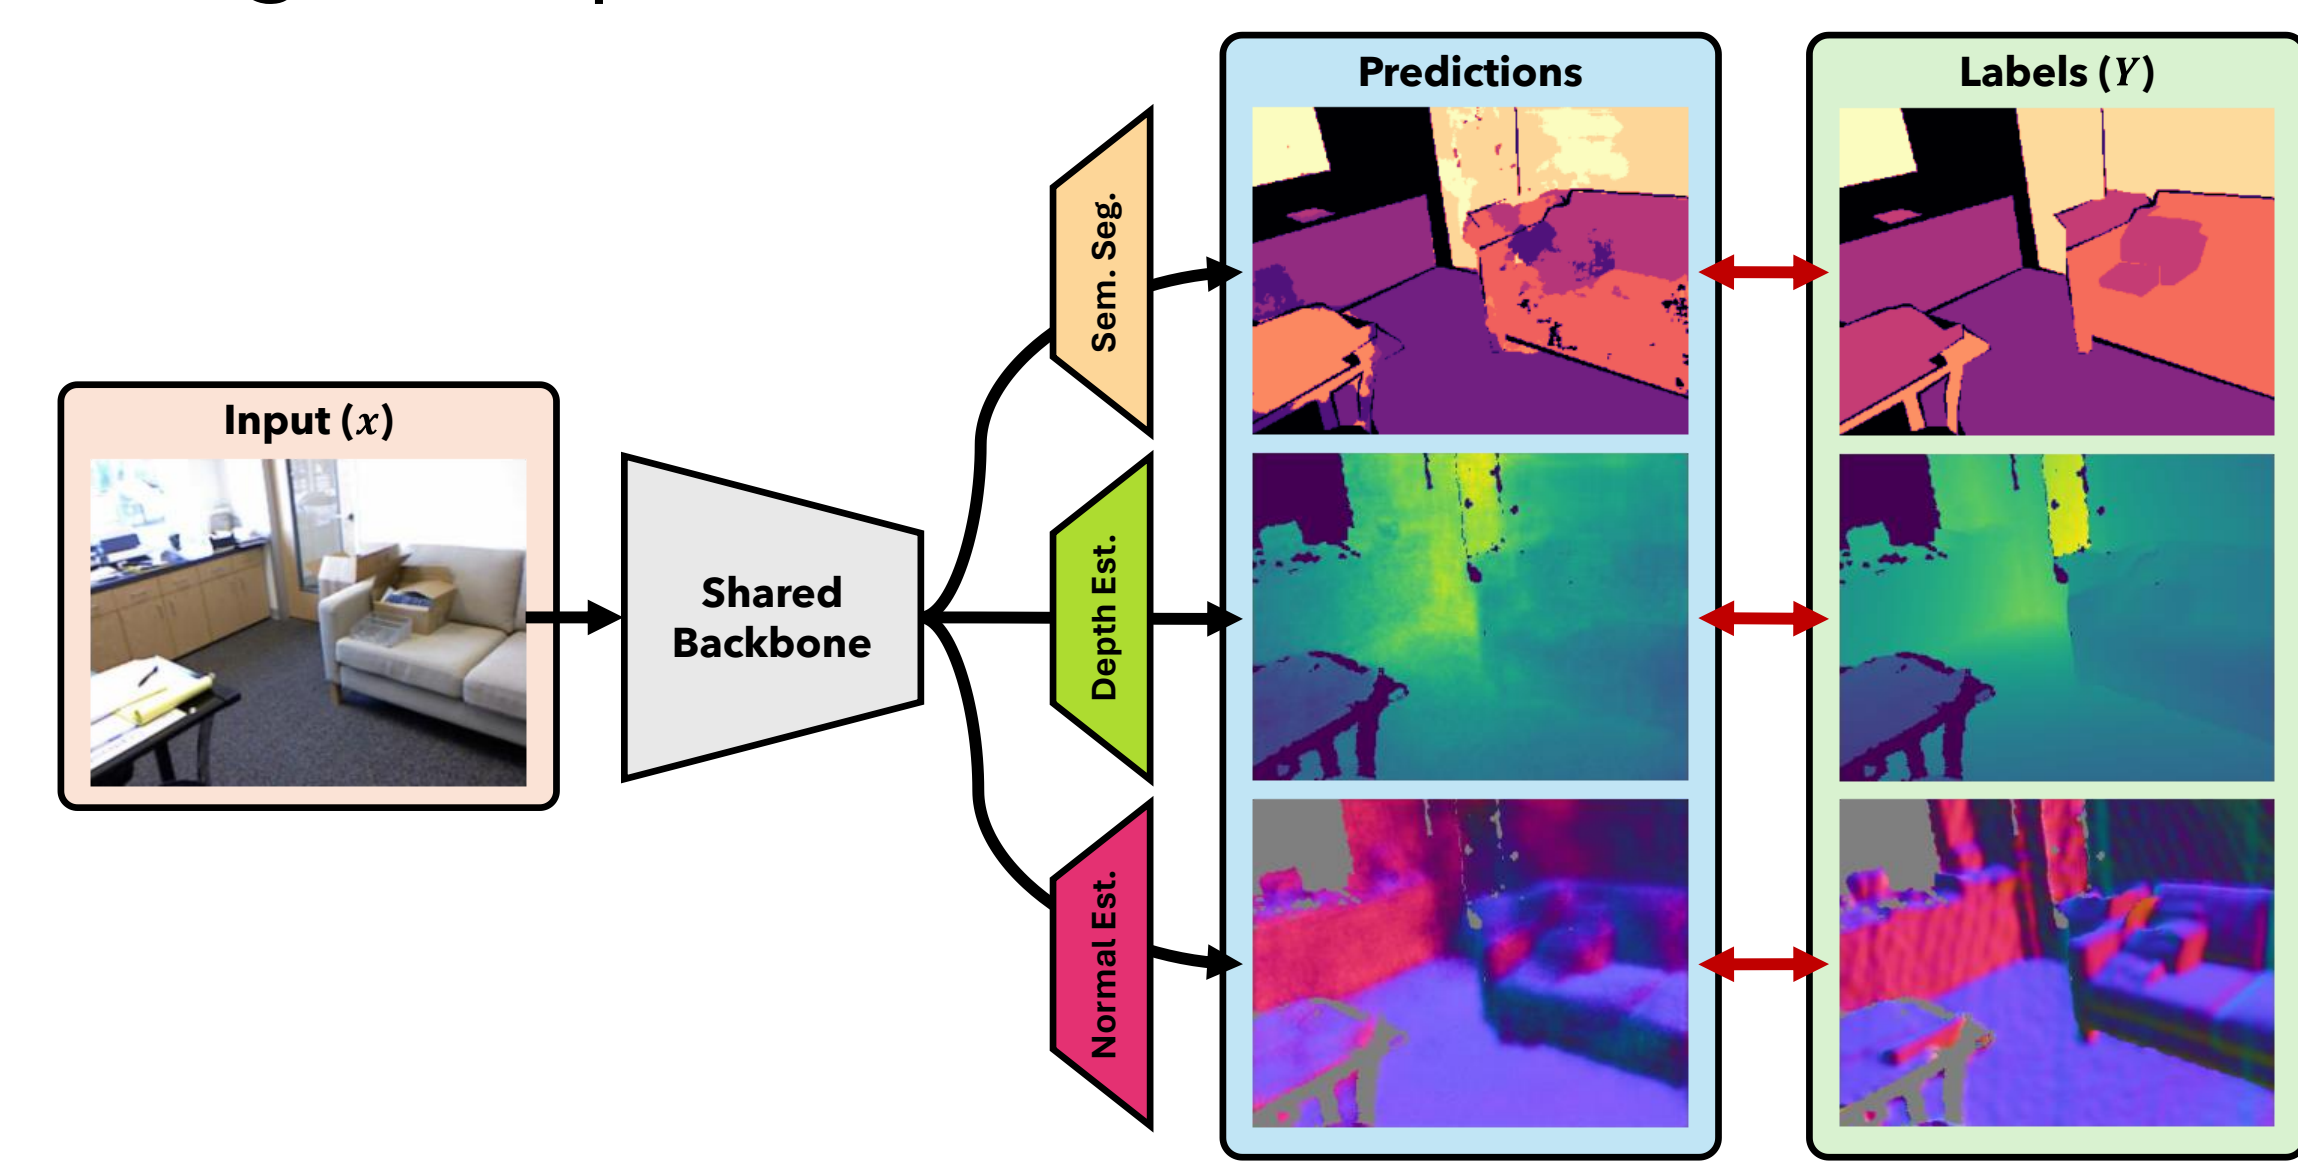 Input (x)
Shared
Backbone
Sem. Seg.
Depth Est.
Normal Est.
Predictions
Labels (Y)